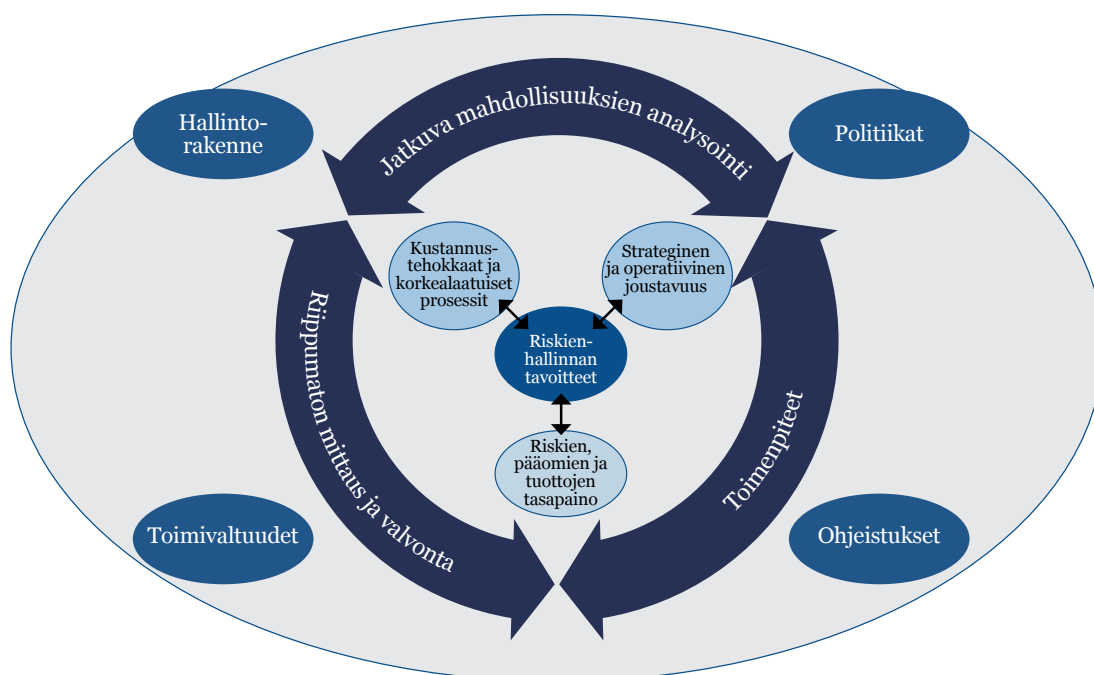 Jatkuva mahdollisuuksien analysointi
Hallinto-
rakenne
Politiikat
Kustannus-
tehokkaat ja
korkealaatuiset
prosessit
Strateginen
ja operatiivinen
joustavuus
Riskien-
hallinnan
tavoitteet
Riippumaton mittaus ja valvonta
Toimenpiteet
Riskien,
pääomien ja
tuottojen
tasapaino
Toimivaltuudet
Ohjeistukset